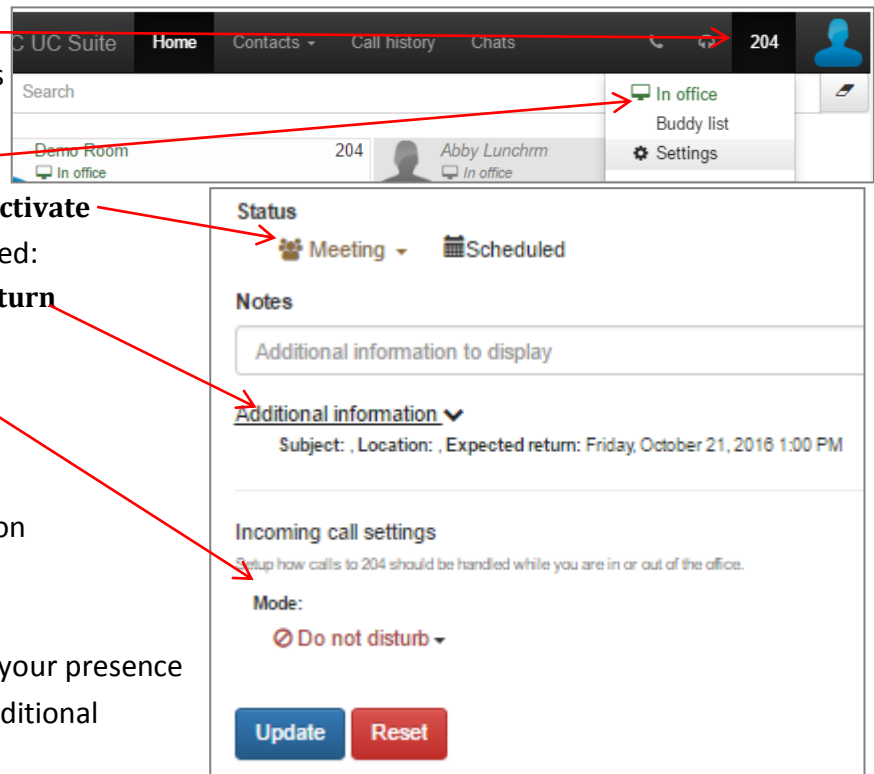 C UC Suite Home Contacts Call history Chats 204
s
Search
In office
Buddy list
Settings
Demo Room 204
In office
Abby Lunchrm
In office
ctivate
ed:
turn
on
your presence
ditional
Status
Meeting Scheduled
Notes
Additional information to display
Additional information
Subject: , Location: , Expected return: Friday, October 21, 2016 1:00 PM
Incoming call settings
Setup how calls to 204 should be handled while you are in or out of the office.
Mode:
Do not disturb
Update Reset